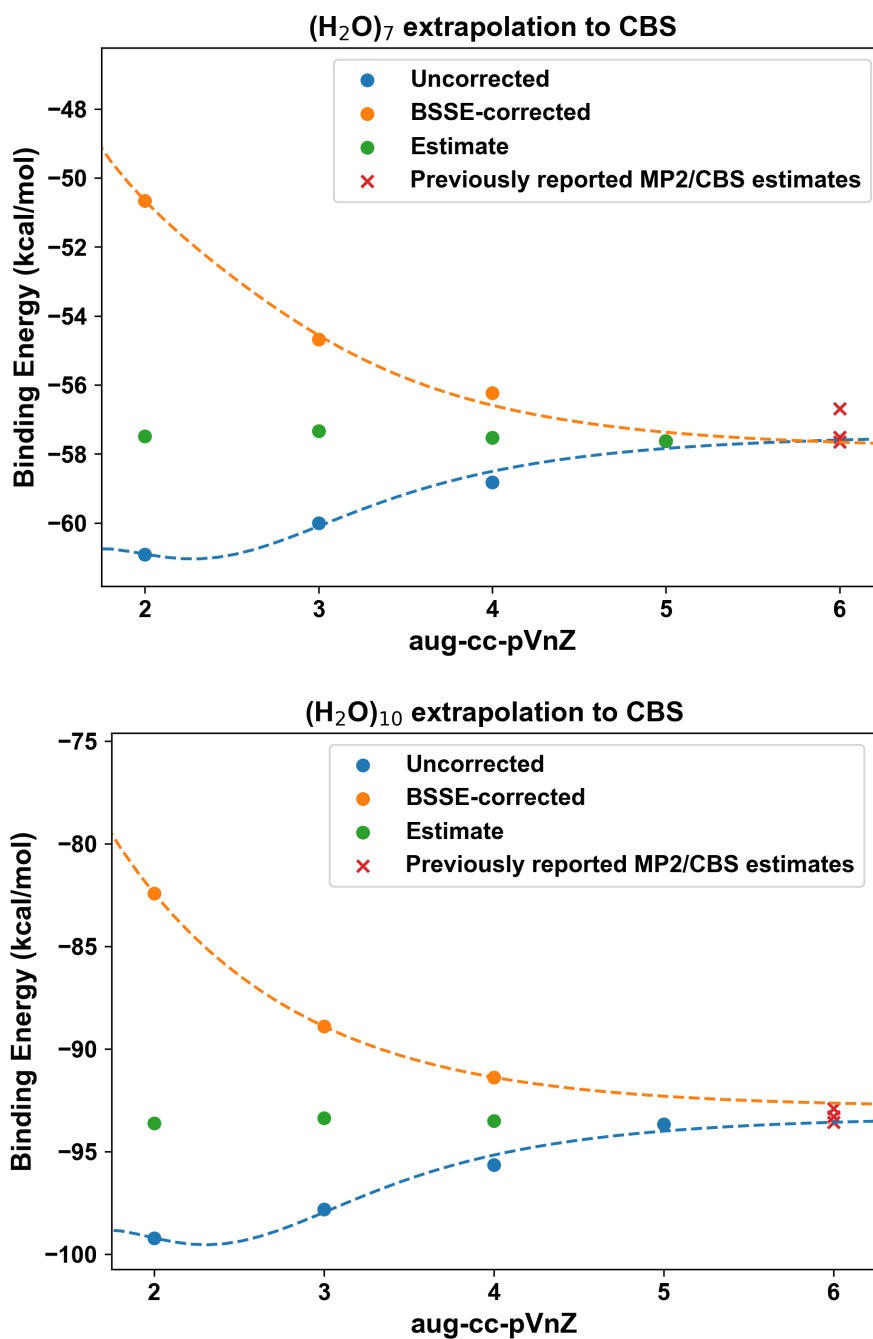 (H₂O)₇ extrapolation to CBS
Uncorrected
BSSE-corrected
Estimate
Previously reported MP2/CBS estimates
Binding Energy (kcal/mol)
−48
−50
−52
−54
−56
−58
−60
2 3 4 5 6
aug-cc-pVnZ
(H₂O)₁₀ extrapolation to CBS
Uncorrected
BSSE-corrected
Estimate
Previously reported MP2/CBS estimates
Binding Energy (kcal/mol)
−75
−80
−85
−90
−95
−100
2 3 4 5 6
aug-cc-pVnZ